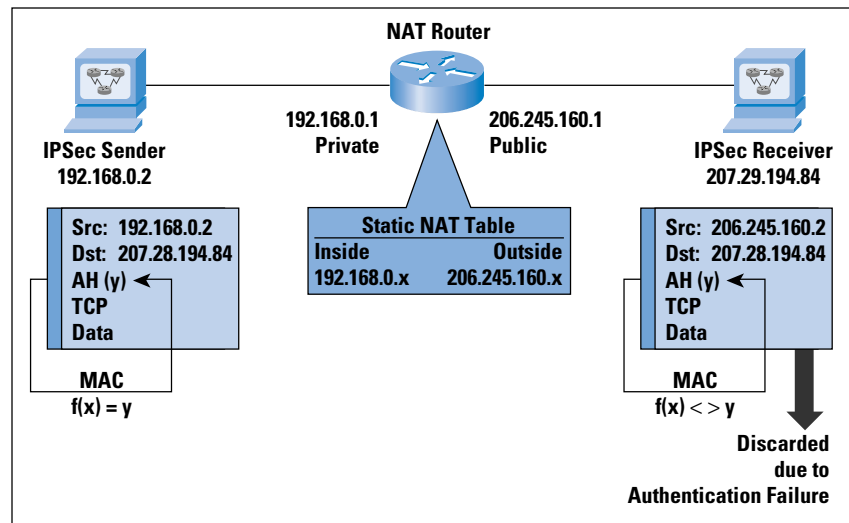 NAT Router
192.168.0.1
Private
206.245.160.1
Public
IPSec Sender
192.168.0.2
IPSec Receiver
207.29.194.84
Static NAT Table
Inside Outside
192.168.0.x 206.245.160.x
Src: 192.168.0.2
Dst: 207.28.194.84
AH (y)
TCP
Data
MAC
f(x) = y
Src: 206.245.160.2
Dst: 207.28.194.84
AH (y)
TCP
Data
MAC
f(x) < > y
Discarded
due to
Authentication Failure